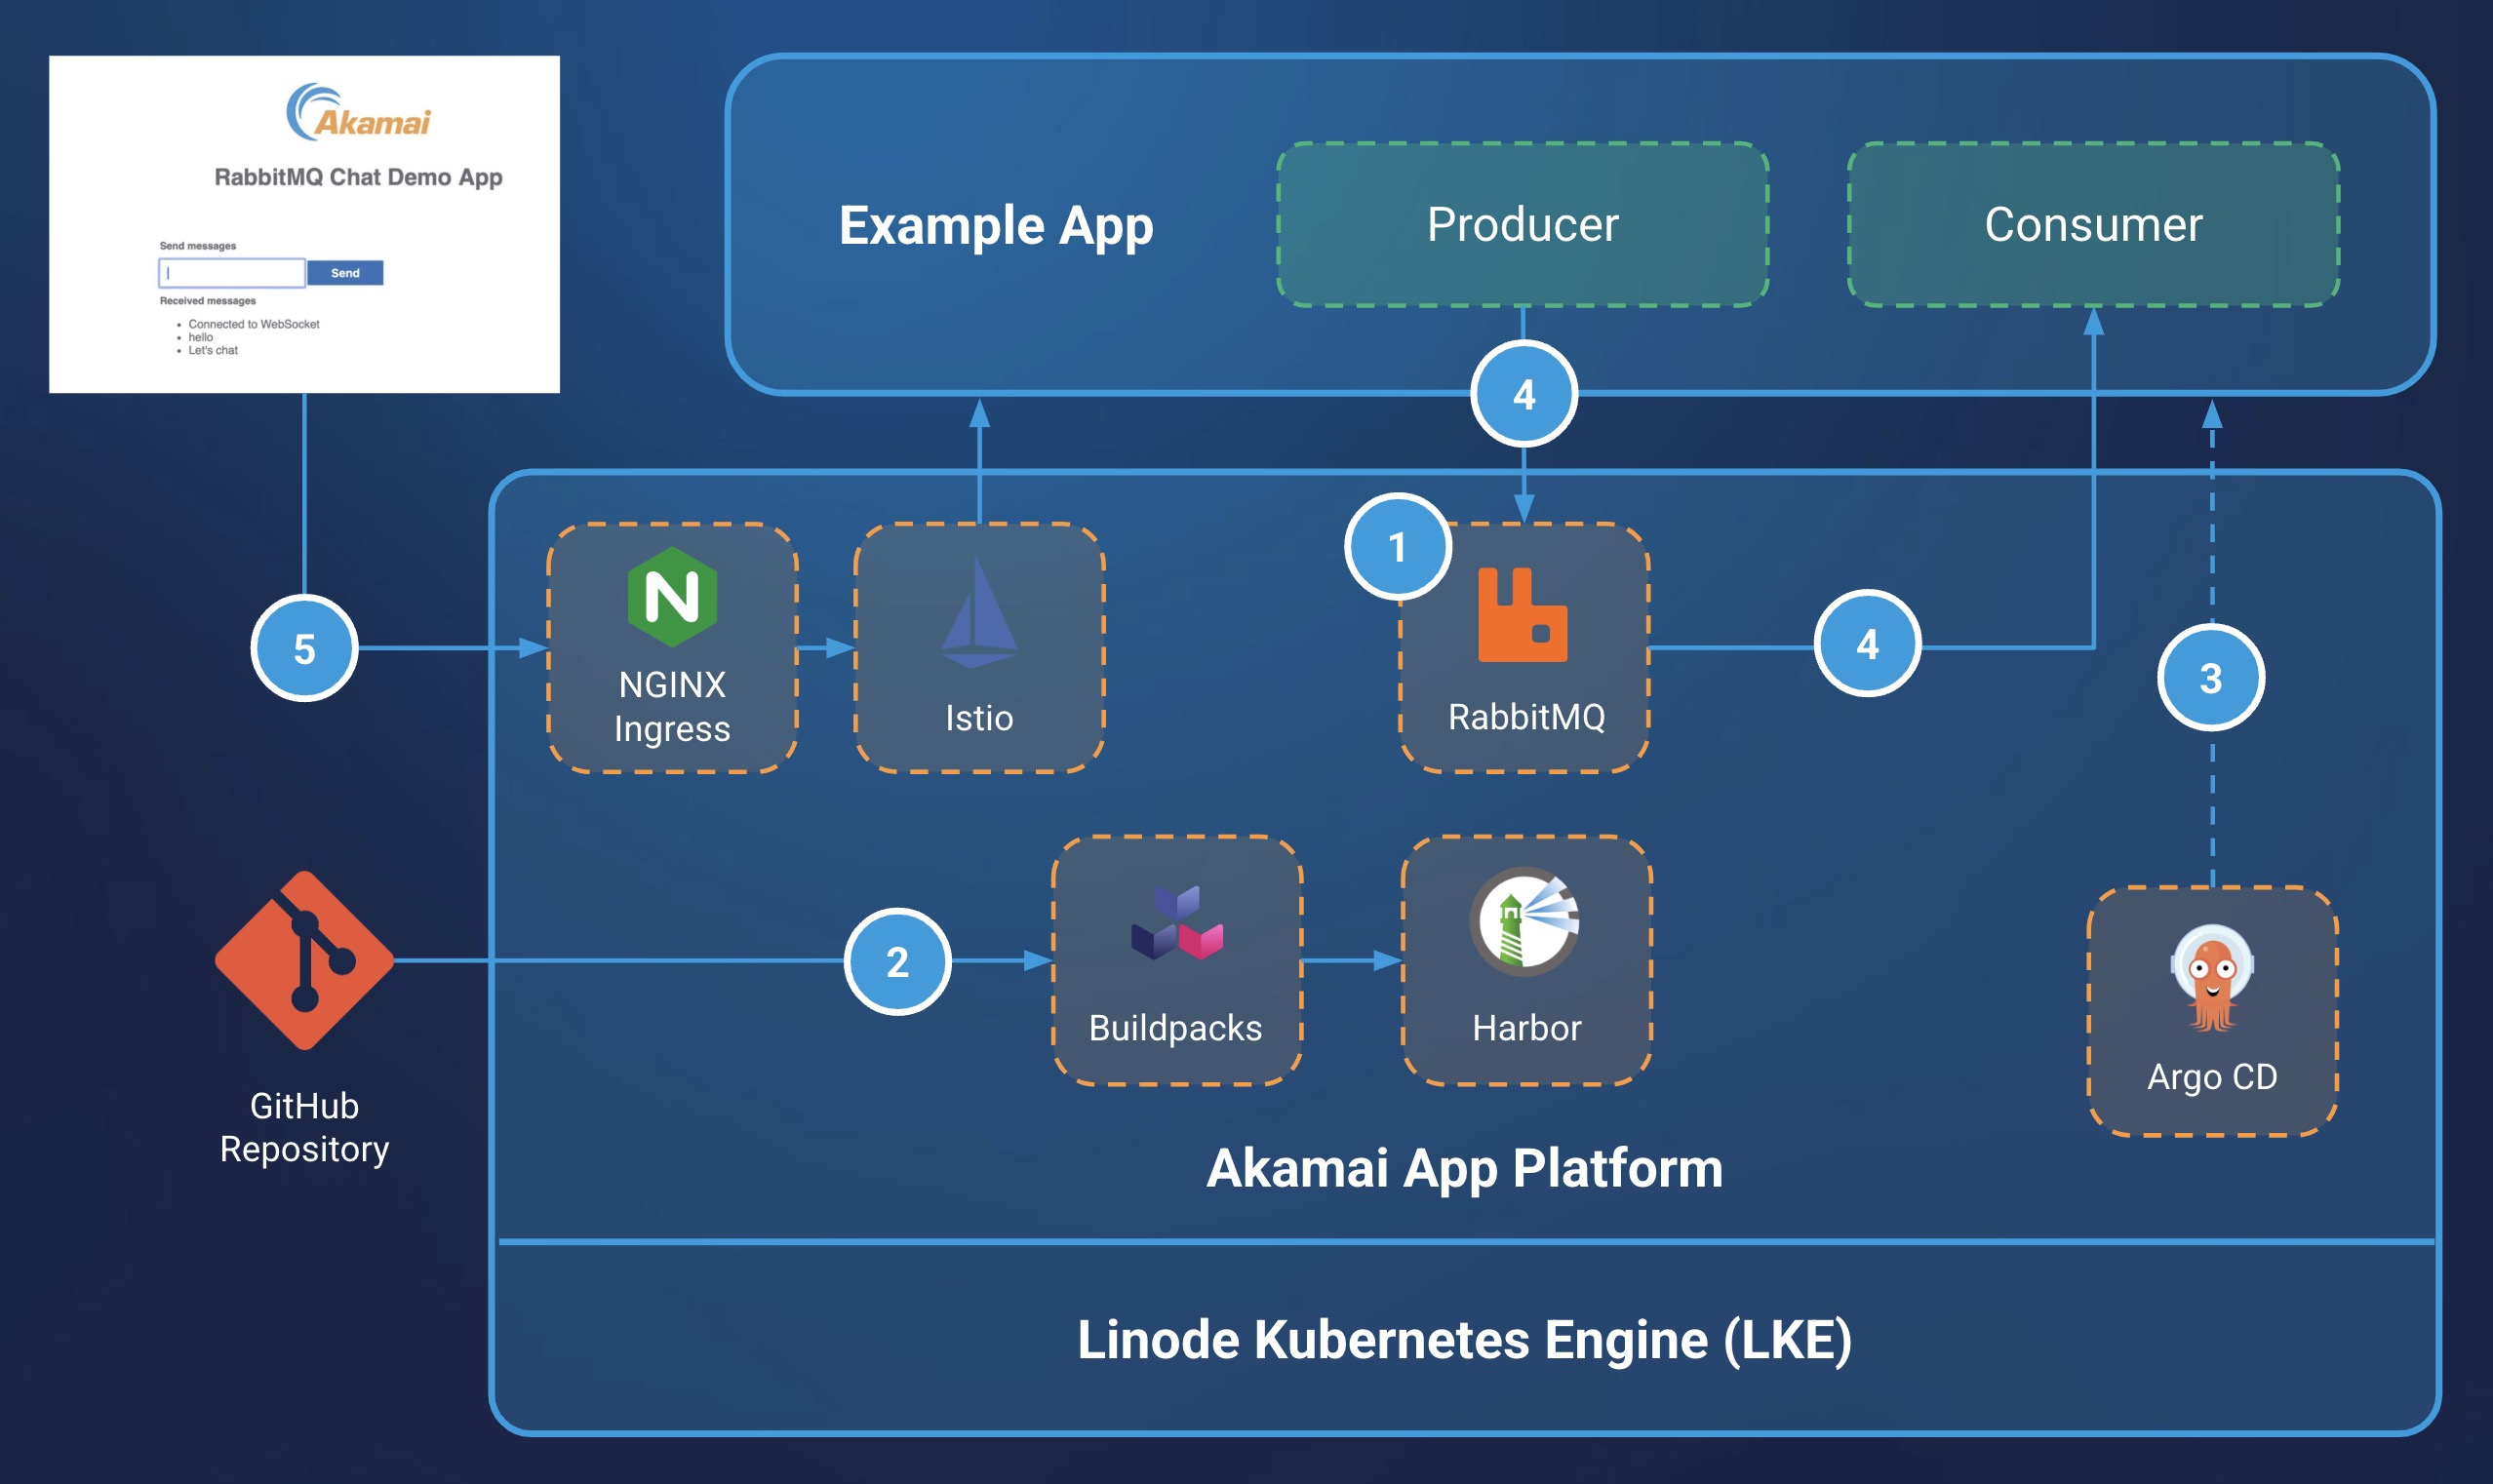 Akamai
RabbitMQ Chat Demo App
Send messages
Send
Received messages
• Connected to WebSocket
• hello
• Let's chat
Example App
Producer
Consumer
4
1
5
NGINX
Ingress
Istio
RabbitMQ
4
3
GitHub
Repository
2
Buildpacks
Harbor
Argo CD
Akamai App Platform
Linode Kubernetes Engine (LKE)